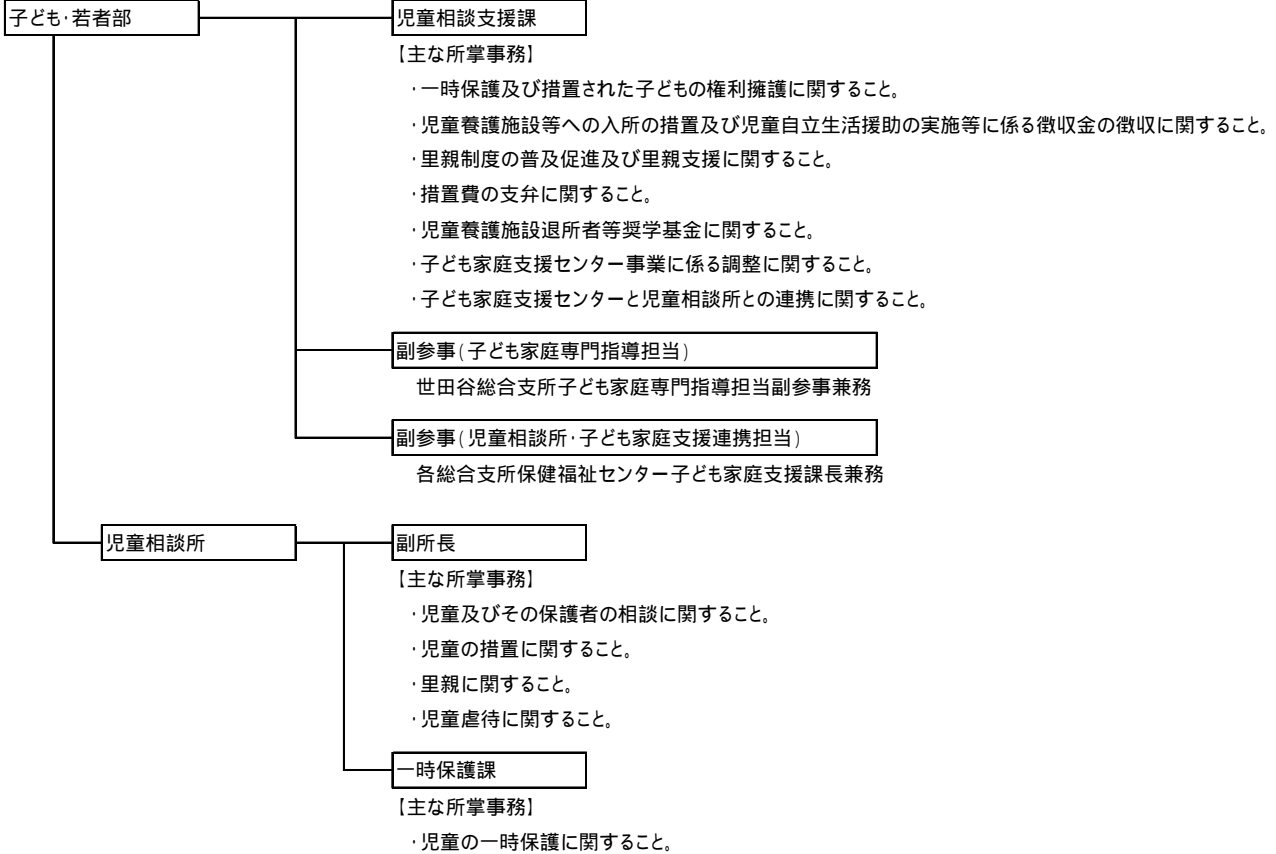 子ども・若者部
児童相談支援課
【主な所掌事務】
・一時保護及び措置された子どもの権利擁護に関すること。
・児童養護施設等への入所の措置及び児童自立生活援助の実施等に係る徴収金の徴収に関すること。
・里親制度の普及促進及び里親支援に関すること。
・措置費の支弁に関すること。
・児童養護施設退所者等奨学基金に関すること。
・子ども家庭支援センター事業に係る調整に関すること。
・子ども家庭支援センターと児童相談所との連携に関すること。
副参事(子ども家庭専門指導担当)
世田谷総合支所子ども家庭専門指導担当副参事兼務
副参事(児童相談所・子ども家庭支援連携担当)
各総合支所保健福祉センター子ども家庭支援課長兼務
児童相談所
副所長
【主な所掌事務】
・児童及びその保護者の相談に関すること。
・児童の措置に関すること。
・里親に関すること。
・児童虐待に関すること。
一時保護課
【主な所掌事務】
・児童の一時保護に関すること。